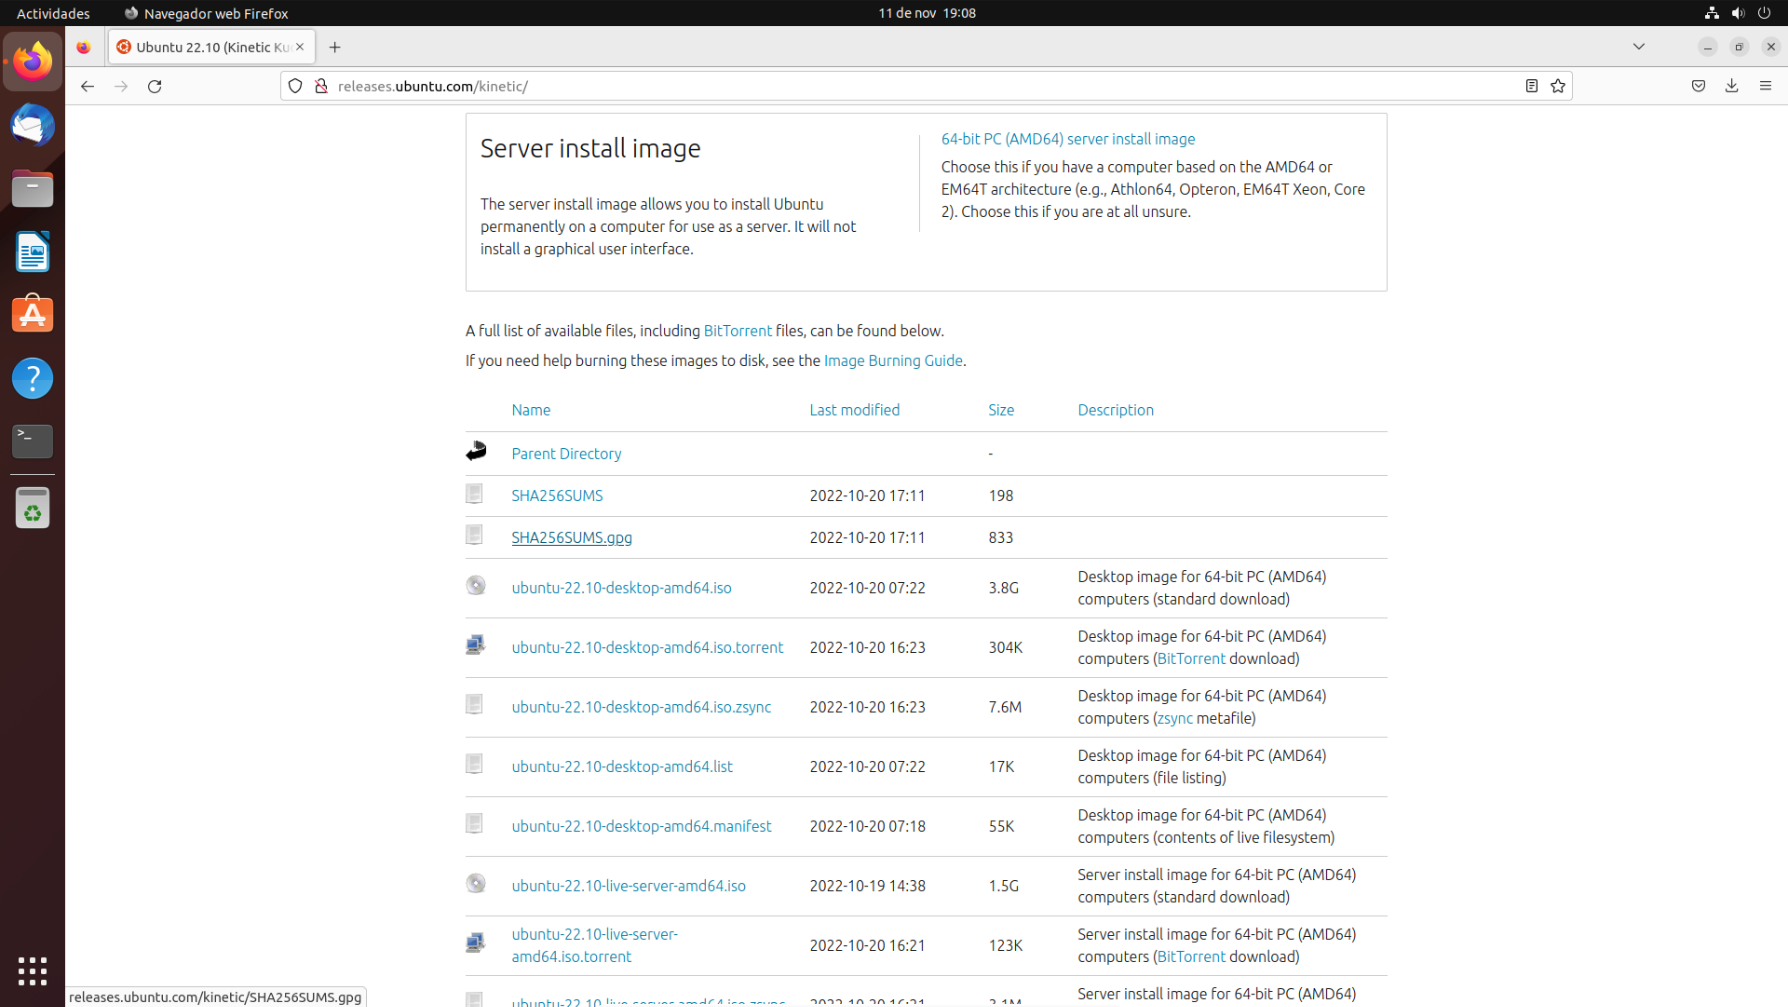 Actividades
Navegador web Firefox
11 de nov 19:08
Ubuntu 22.10 (Kinetic Ku
releases.ubuntu.com/kinetic/
Server install image
The server install image allows you to install Ubuntu
permanently on a computer for use as a server. It will not
install a graphical user interface.
64-bit PC (AMD64) server install image
Choose this if you have a computer based on the AMD64 or
EM64T architecture (e.g., Athlon64, Opteron, EM64T Xeon, Core
2). Choose this if you are at all unsure.
A full list of available files, including BitTorrent files, can be found below.
If you need help burning these images to disk, see the Image Burning Guide.
Name Last modified Size Description
Parent Directory -
SHA256SUMS 2022-10-20 17:11 198
SHA256SUMS.gpg 2022-10-20 17:11 833
ubuntu-22.10-desktop-amd64.iso 2022-10-20 07:22 3.8G Desktop image for 64-bit PC (AMD64)
computers (standard download)
ubuntu-22.10-desktop-amd64.iso.torrent 2022-10-20 16:23 304K Desktop image for 64-bit PC (AMD64)
computers (BitTorrent download)
ubuntu-22.10-desktop-amd64.iso.zsync 2022-10-20 16:23 7.6M Desktop image for 64-bit PC (AMD64)
computers (zsync metafile)
ubuntu-22.10-desktop-amd64.list 2022-10-20 07:22 17K Desktop image for 64-bit PC (AMD64)
computers (file listing)
ubuntu-22.10-desktop-amd64.manifest 2022-10-20 07:18 55K Desktop image for 64-bit PC (AMD64)
computers (contents of live filesystem)
ubuntu-22.10-live-server-amd64.iso 2022-10-19 14:38 1.5G Server install image for 64-bit PC (AMD64)
computers (standard download)
ubuntu-22.10-live-server-
amd64.iso.torrent 2022-10-20 16:21 123K Server install image for 64-bit PC (AMD64)
computers (BitTorrent download)
ubuntu-22.10-live-server-amd64.iso.zsync 2022-10-20 16:21 3.1M Server install image for 64-bit PC (AMD64)
releases.ubuntu.com/kinetic/SHA256SUMS.gpg